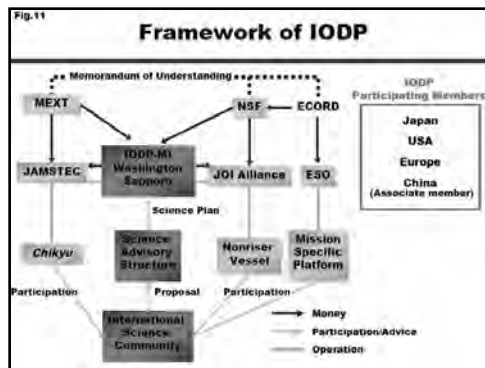 Fig.11
Framework of IODP
Memorandum of Understanding
MEXT
NSF
ECORD
IODP
Participating Members
Japan
USA
Europe
China
(Associate member)
IODP-MI
Washington
Sapporo
JAMSTEC
JOI Alliance
ESO
Science Plan
Chikyu
Science
Advisory
Structure
Nonriser
Vessel
Mission
Specific
Platform
Participation
Proposal
Participation
International
Science
Community
Money
Participation/Advice
Operation